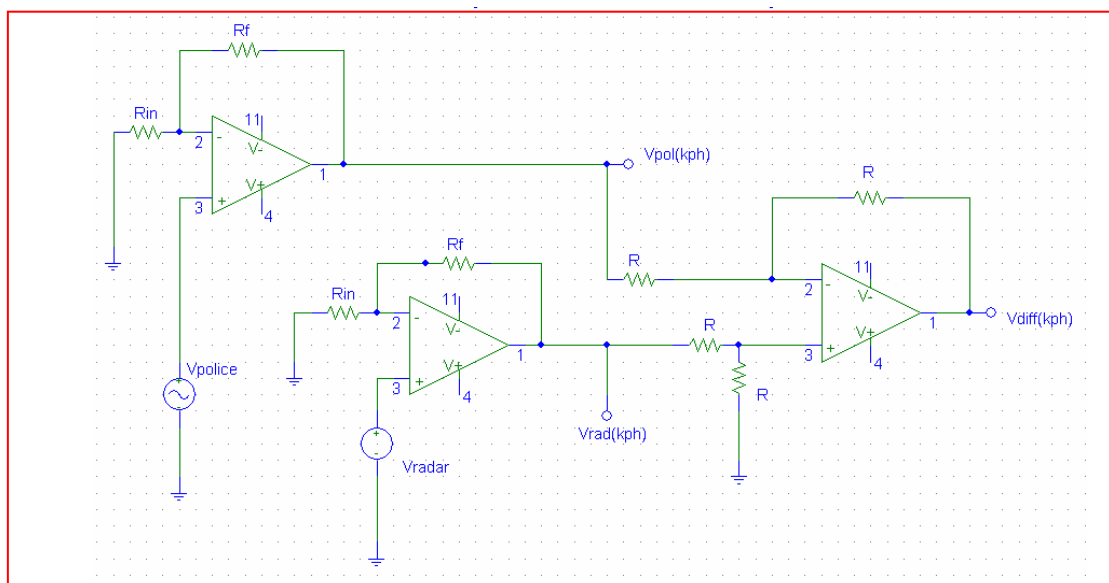 Rf
Rin
11
2
-
V-
V+
1
3
+
4
Vpol(kph)
R
Rf
R
11
Rin
2
-
V-
11
2
-
V-
V+
1
Vdiff(kph)
R
1
V+
3
+
4
3
+
4
R
Vpolice
+
-
Vrad(kph)
+
-
Vradar